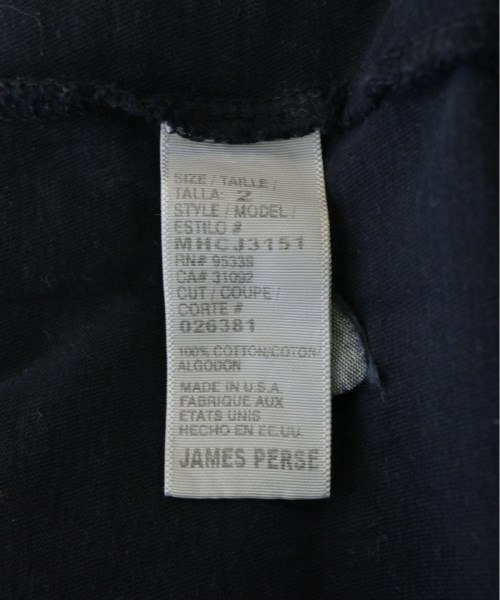 SIZE / TAILLE /
TALLA: 2
STYLE / MODEL /
ESTILO #
MHCJ3151
RN# 95339
CA# 31092
CUT / COUPE /
CORTE #
026381
100% COTTON/COTON/
ALGODON
MADE IN U.S.A.
FABRIQUE AUX
ETATS UNIS
HECHO EN EE.UU.
JAMES PERSE